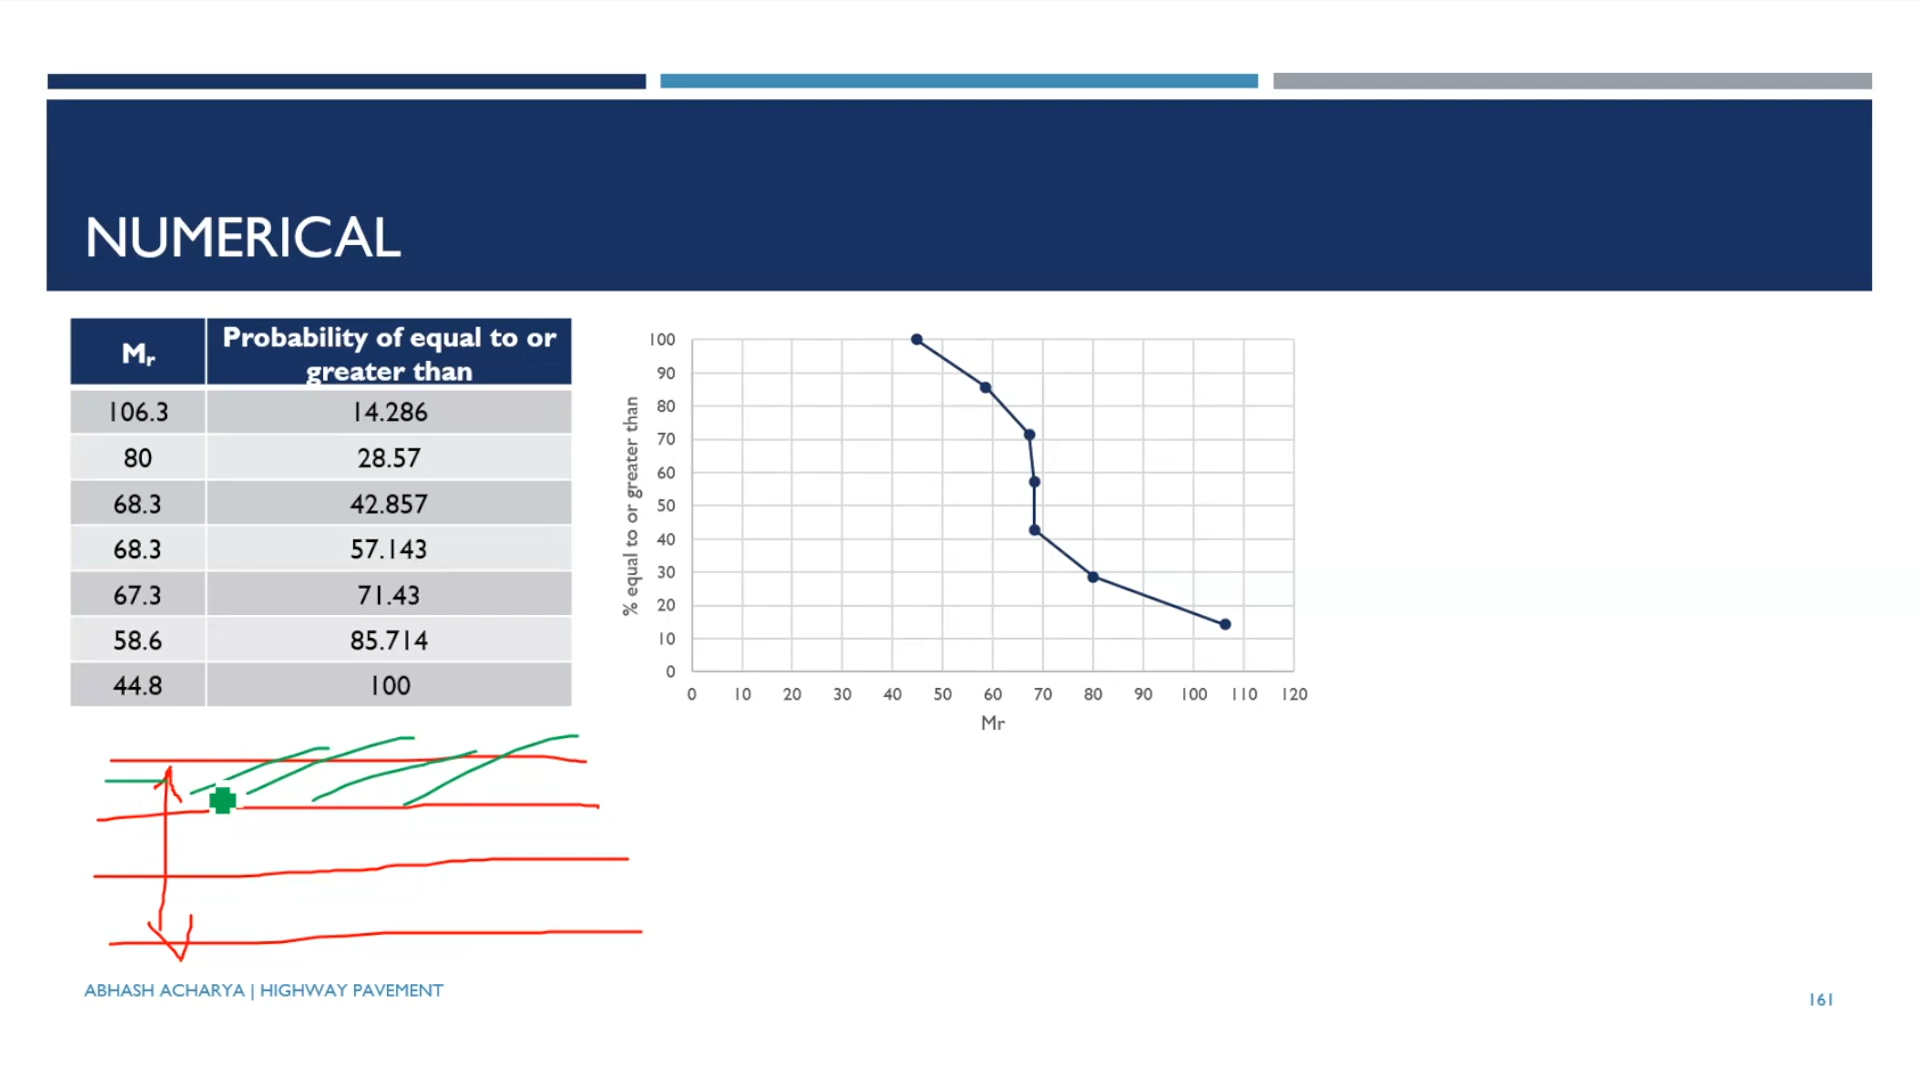 NUMERICAL
Mr Probability of equal to or
greater than
106.3 14.286
80 28.57
68.3 42.857
68.3 57.143
67.3 71.43
58.6 85.714
44.8 100
% equal to or greater than
100
90
80
70
60
50
40
30
20
10
0
0 10 20 30 40 50 60 70 80 90 100 110 120
Mr
ABHASH ACHARYA | HIGHWAY PAVEMENT
161